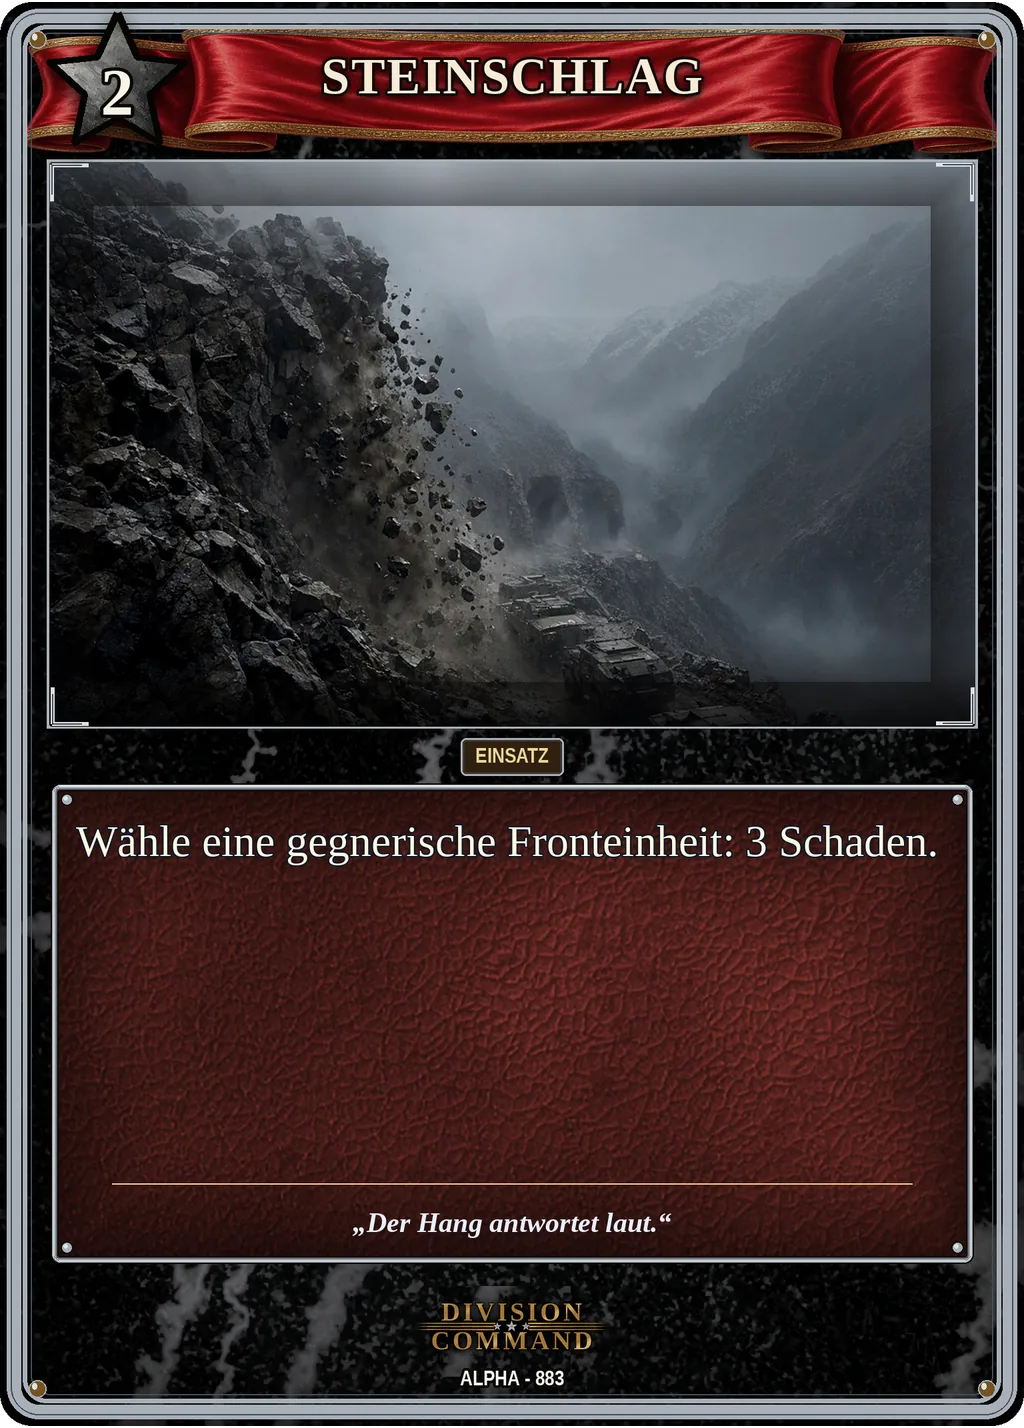 2
STEINSCHLAG
EINSATZ
Wähle eine gegnerische Fronteinheit: 3 Schaden.
„Der Hang antwortet laut.“
DIVISION
COMMAND
ALPHA - 883